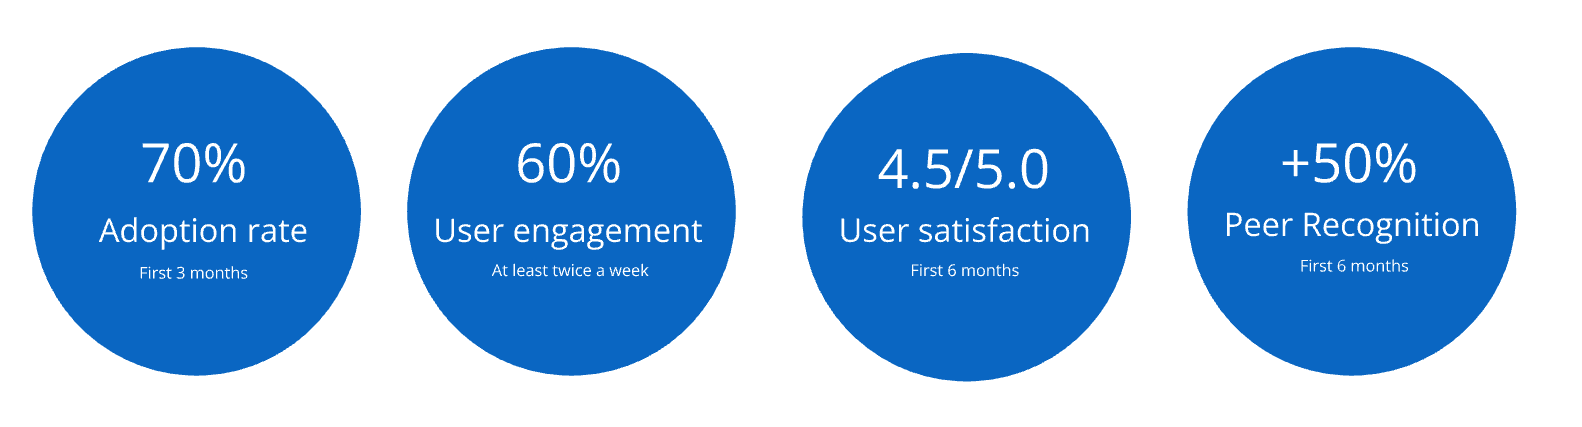 70%
Adoption rate
First 3 months
60%
User engagement
At least twice a week
4.5/5.0
User satisfaction
First 6 months
+50%
Peer Recognition
First 6 months